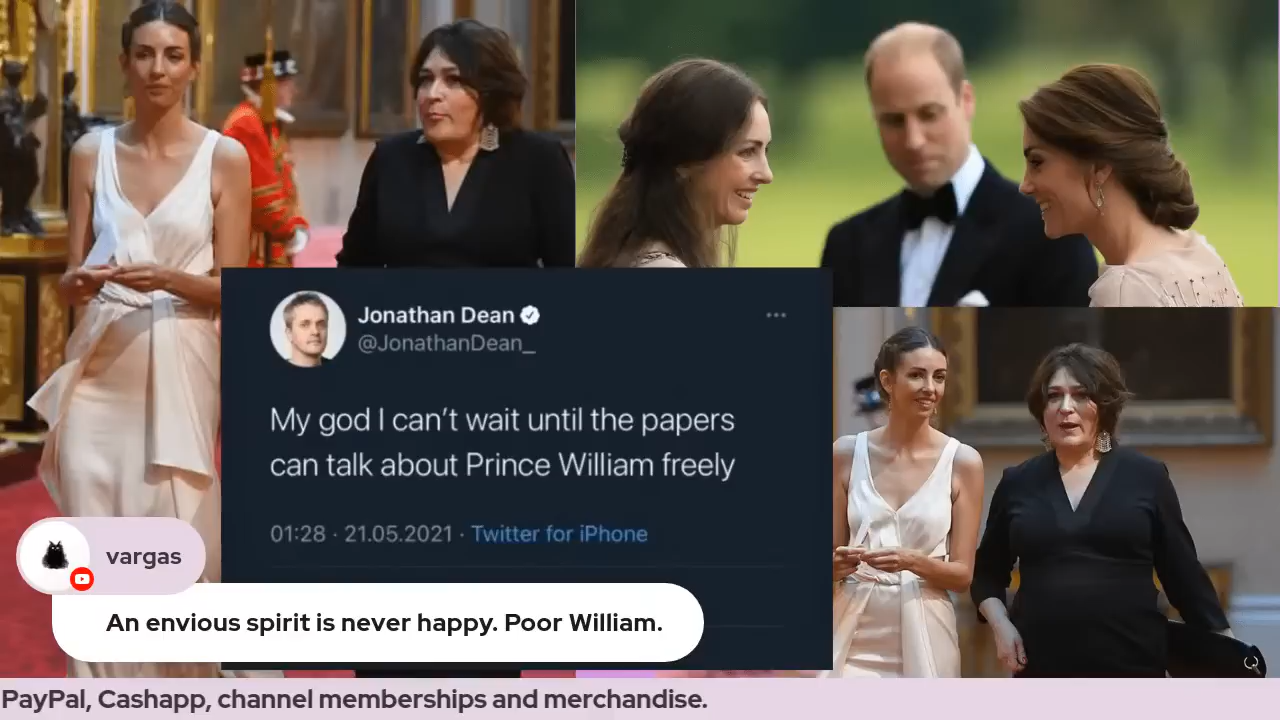 Jonathan Dean
@JonathanDean_
My god I can't wait until the papers
can talk about Prince William freely
01:28 · 21.05.2021 · Twitter for iPhone
vargas
An envious spirit is never happy. Poor William.
PayPal, Cashapp, channel memberships and merchandise.